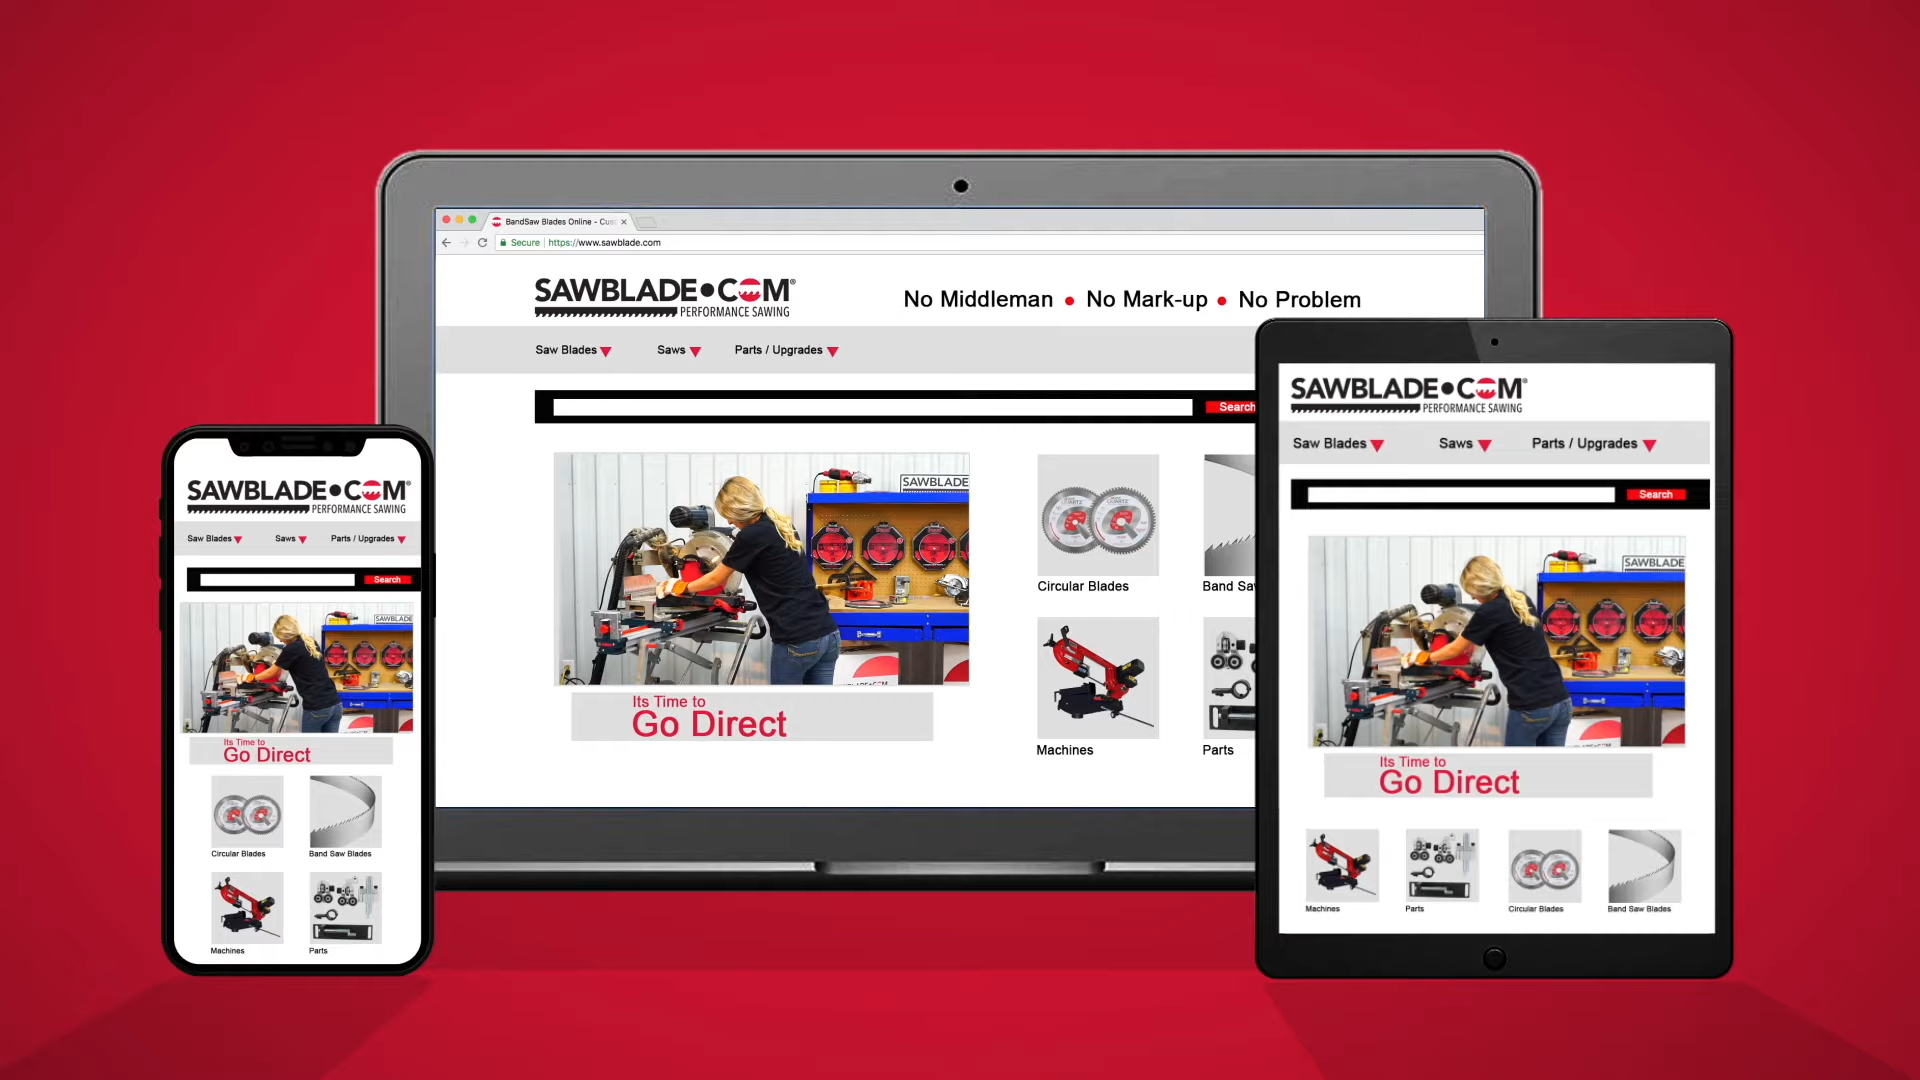 BandSaw Blades Online - Cus
Secure https://www.sawblade.com
SAWBLADE•COM®
PERFORMANCE SAWING
No Middleman • No Mark-up • No Problem
Saw Blades Saws Parts / Upgrades
Search
SAWBLADE
QUARTZ
Circular Blades
Band Sa
Its Time to
Go Direct
Machines
Parts
SAWBLADE•COM®
PERFORMANCE SAWING
Saw Blades Saws Parts / Upgrades
Search
SAWBLADE
Its Time to
Go Direct
Circular Blades Band Saw Blades
Machines Parts
SAWBLADE•COM®
PERFORMANCE SAWING
Saw Blades Saws Parts / Upgrades
Search
SAWBLADE
Its Time to
Go Direct
Machines Parts Circular Blades Band Saw Blades